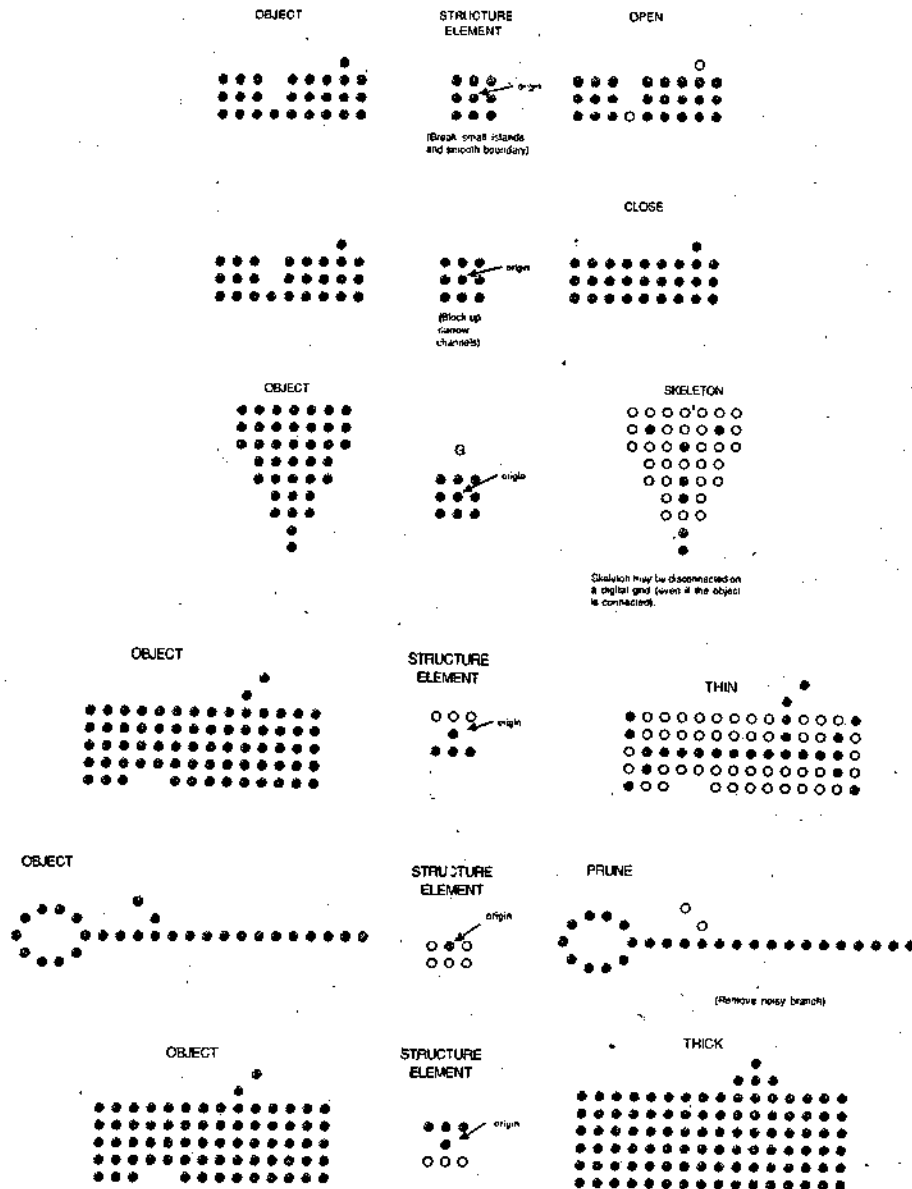 OBJECT
STRUCTURE
ELEMENT
OPEN
origin
(Break small islands
and smooth boundary)
CLOSE
origin
(Block up
narrow
channels)
OBJECT
SKELETON
origin
Skeleton may be disconnected on
a digital grid (even if the object
is connected).
OBJECT
STRUCTURE
ELEMENT
THIN
origin
OBJECT
STRUCTURE
ELEMENT
PRUNE
origin
(Remove noisy branch)
OBJECT
STRUCTURE
ELEMENT
THICK
origin